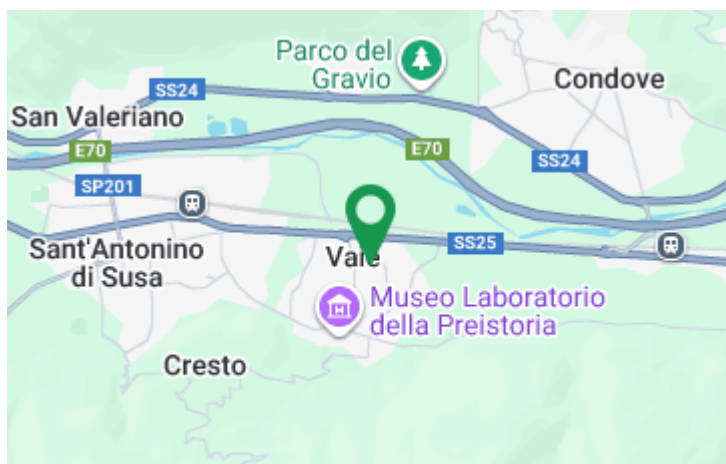 Parco del
Gravio
Condove
SS24
San Valeriano
E70
E70
SS24
SP201
Sant'Antonino
di Susa
Vaie
SS25
Museo Laboratorio
della Preistoria
Cresto